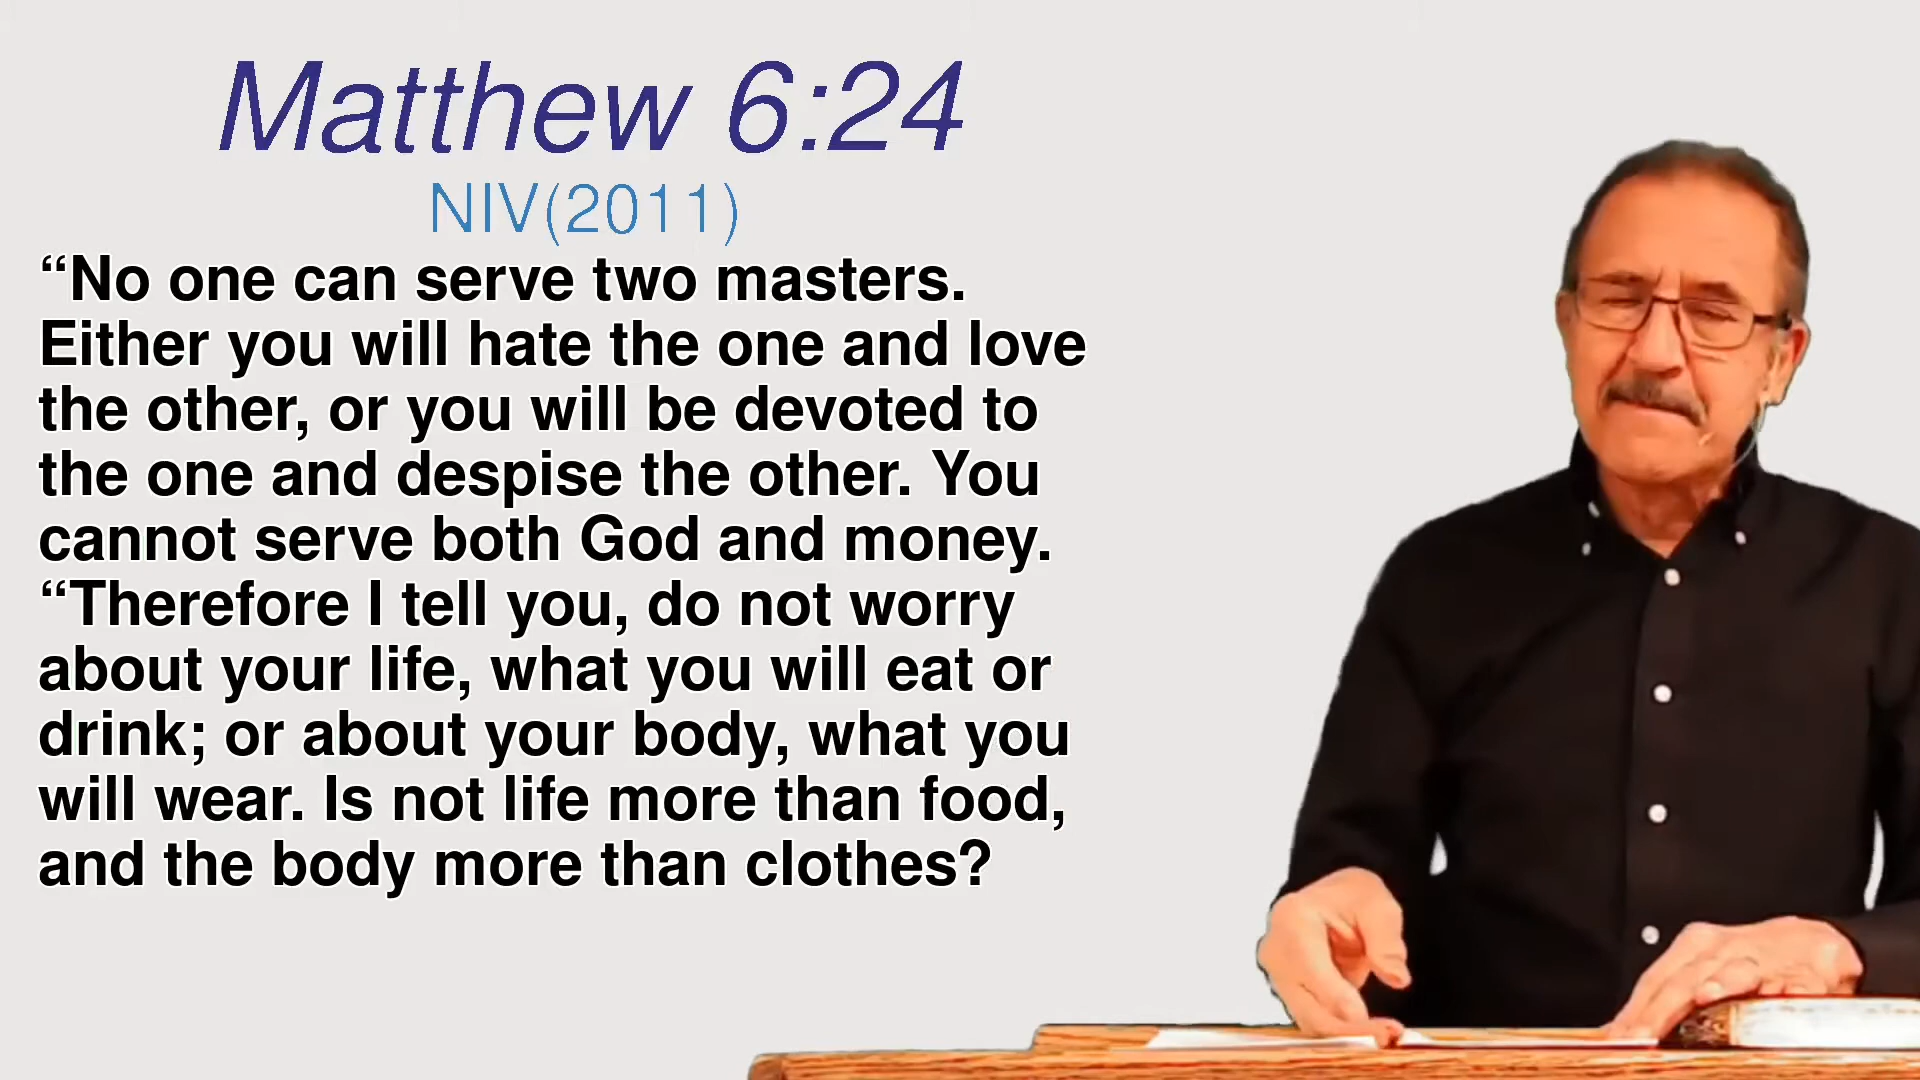 Matthew 6:24
NIV(2011)
“No one can serve two masters.
Either you will hate the one and love
the other, or you will be devoted to
the one and despise the other. You
cannot serve both God and money.
“Therefore I tell you, do not worry
about your life, what you will eat or
drink; or about your body, what you
will wear. Is not life more than food,
and the body more than clothes?